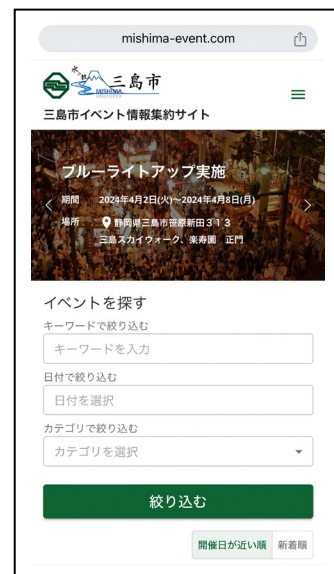 mishima-event.com
水の都
三島市
MISHIMA
三島市イベント情報集約サイト
ブルーライトアップ実施
期間 2024年4月2日(火)~2024年4月8日(月)
場所 静岡県三島市笹原新田313
三島スカイウォーク、楽寿園 正門
イベントを探す
キーワードで絞り込む
キーワードを入力
日付で絞り込む
日付を選択
カテゴリで絞り込む
カテゴリを選択
絞り込む
開催日が近い順 新着順